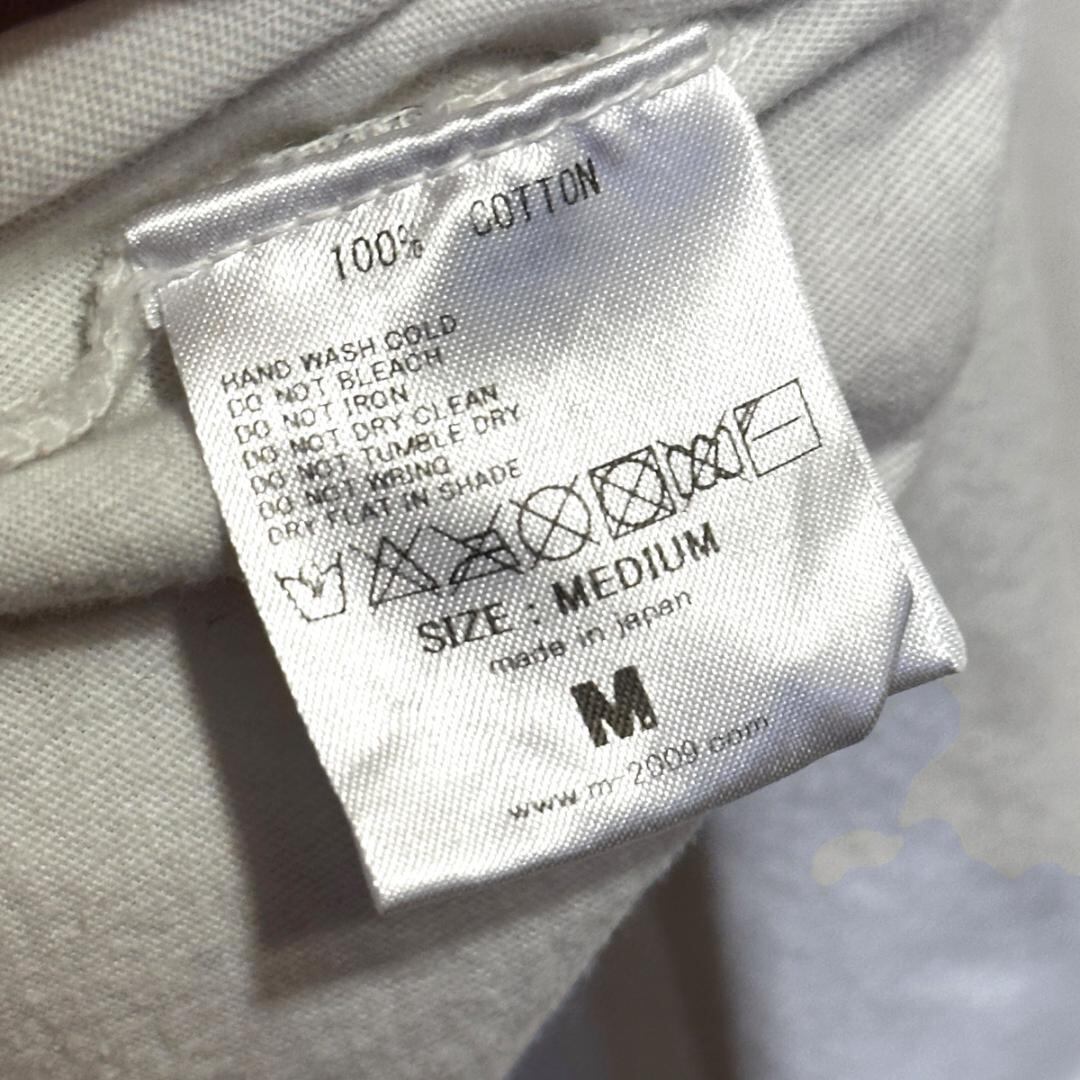 100% COTTON
HAND WASH COLD
DO NOT BLEACH
DO NOT IRON
DO NOT DRY CLEAN
DO NOT TUMBLE DRY
DO NOT WRING
DRY FLAT IN SHADE
SIZE : MEDIUM
made in japan
M
www.m-2009.com